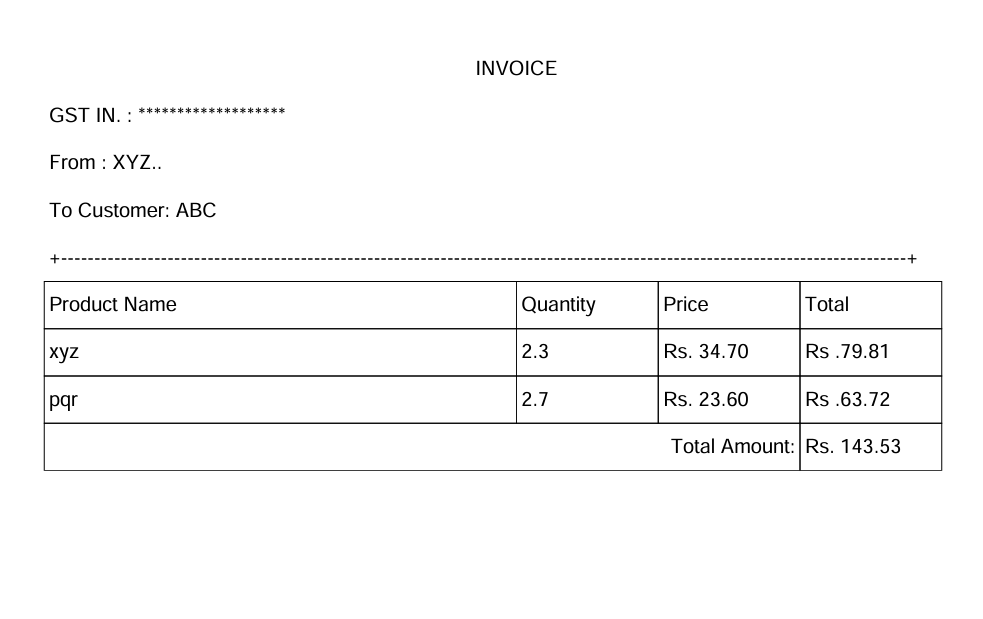 INVOICE
GST IN. : *******************
From : XYZ..
To Customer: ABC
+---------------------------------------------------------------------------------------------------------------------------------+
Product Name Quantity Price Total
xyz 2.3 Rs. 34.70 Rs .79.81
pqr 2.7 Rs. 23.60 Rs .63.72
Total Amount: Rs. 143.53